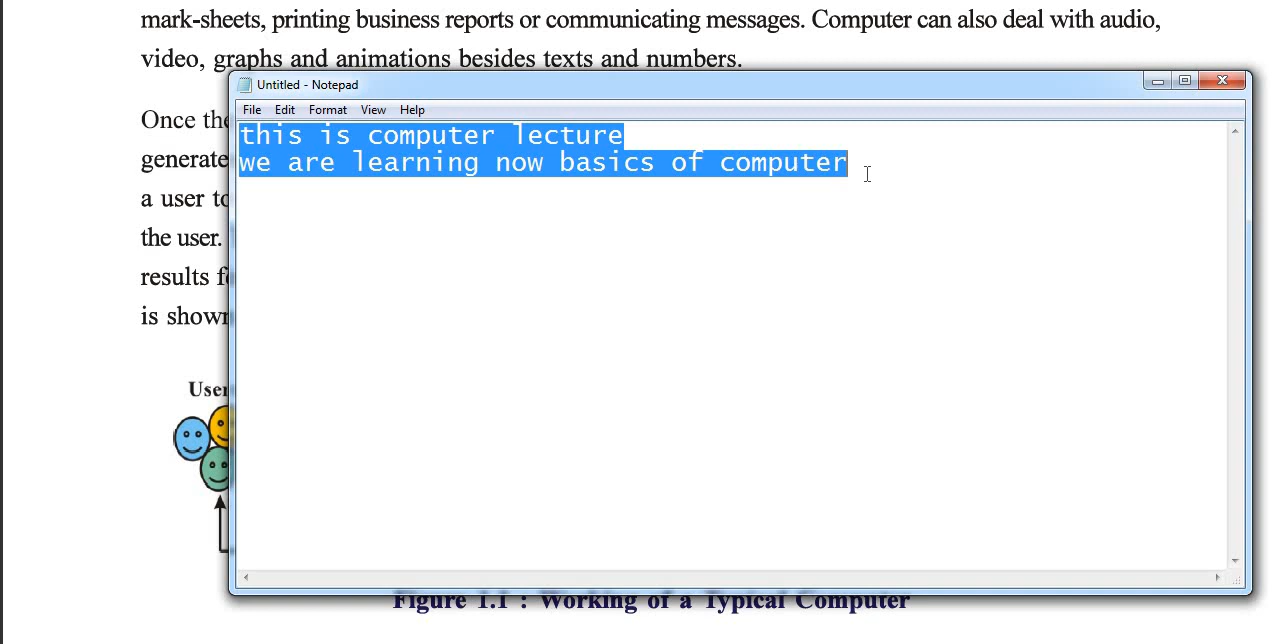 mark-sheets, printing business reports or communicating messages. Computer can also deal with audio,
video, graphs and animations besides texts and numbers.
Untitled - Notepad
File Edit Format View Help
this is computer lecture
we are learning now basics of computer
Once the
generate
a user to
the user.
results
is shown
User
Figure 1.1 : Working of a Typical Computer